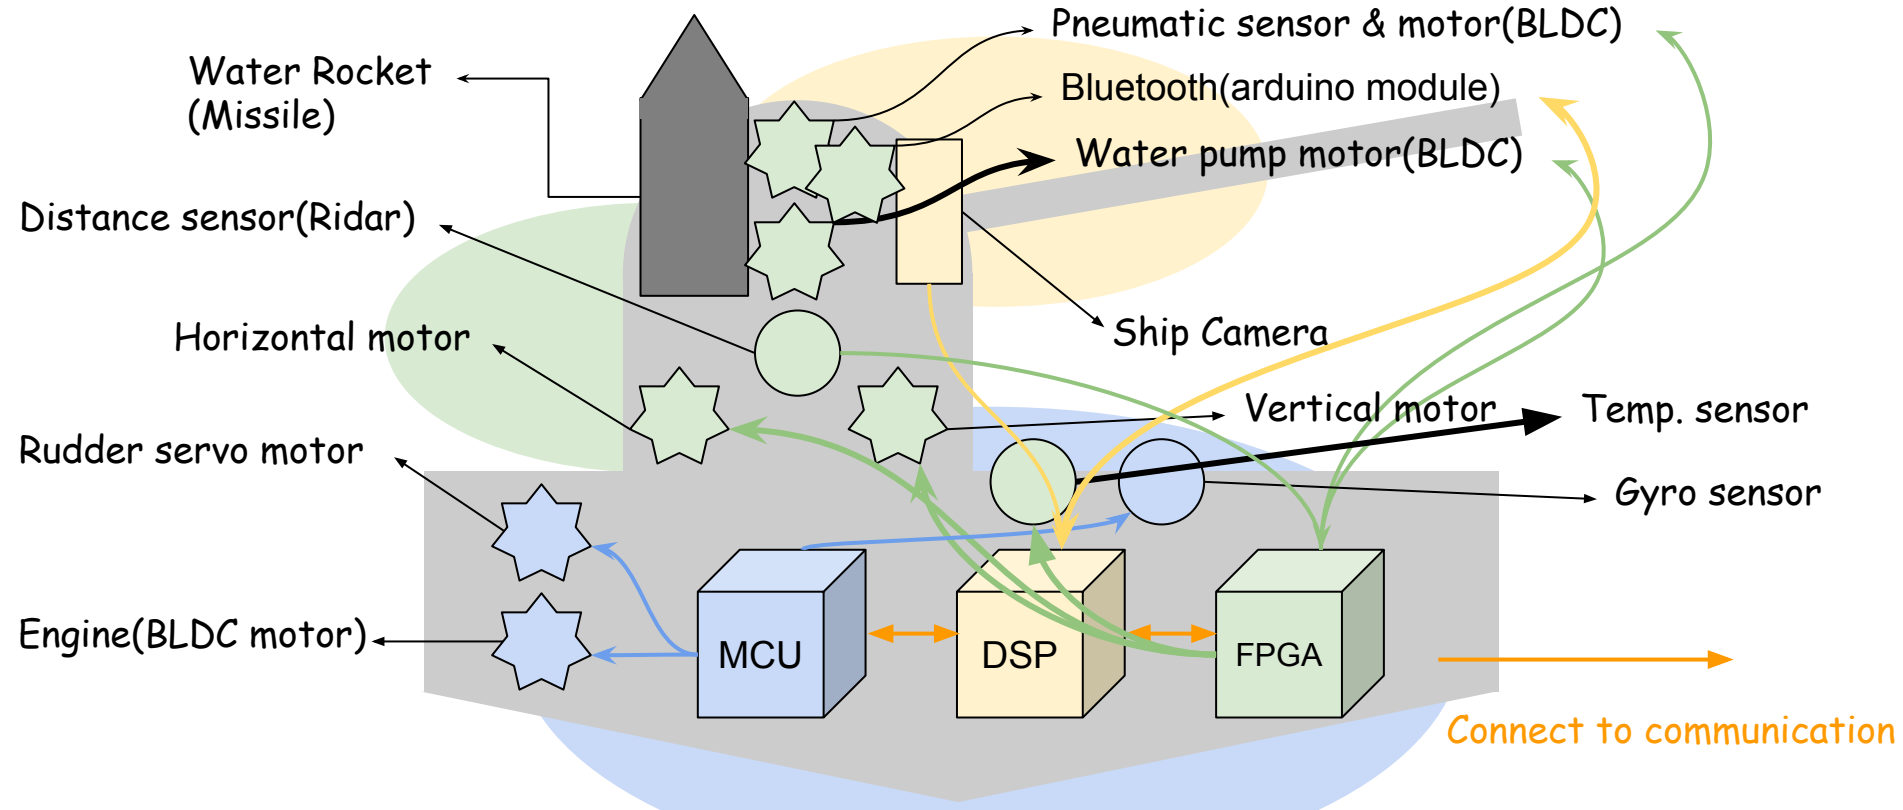 Pneumatic sensor & motor(BLDC)
Water Rocket
(Missile)
Bluetooth(arduino module)
Water pump motor(BLDC)
Distance sensor(Ridar)
Horizontal motor
Ship Camera
Vertical motor
Temp. sensor
Rudder servo motor
Gyro sensor
Engine(BLDC motor)
MCU
DSP
FPGA
Connect to communication